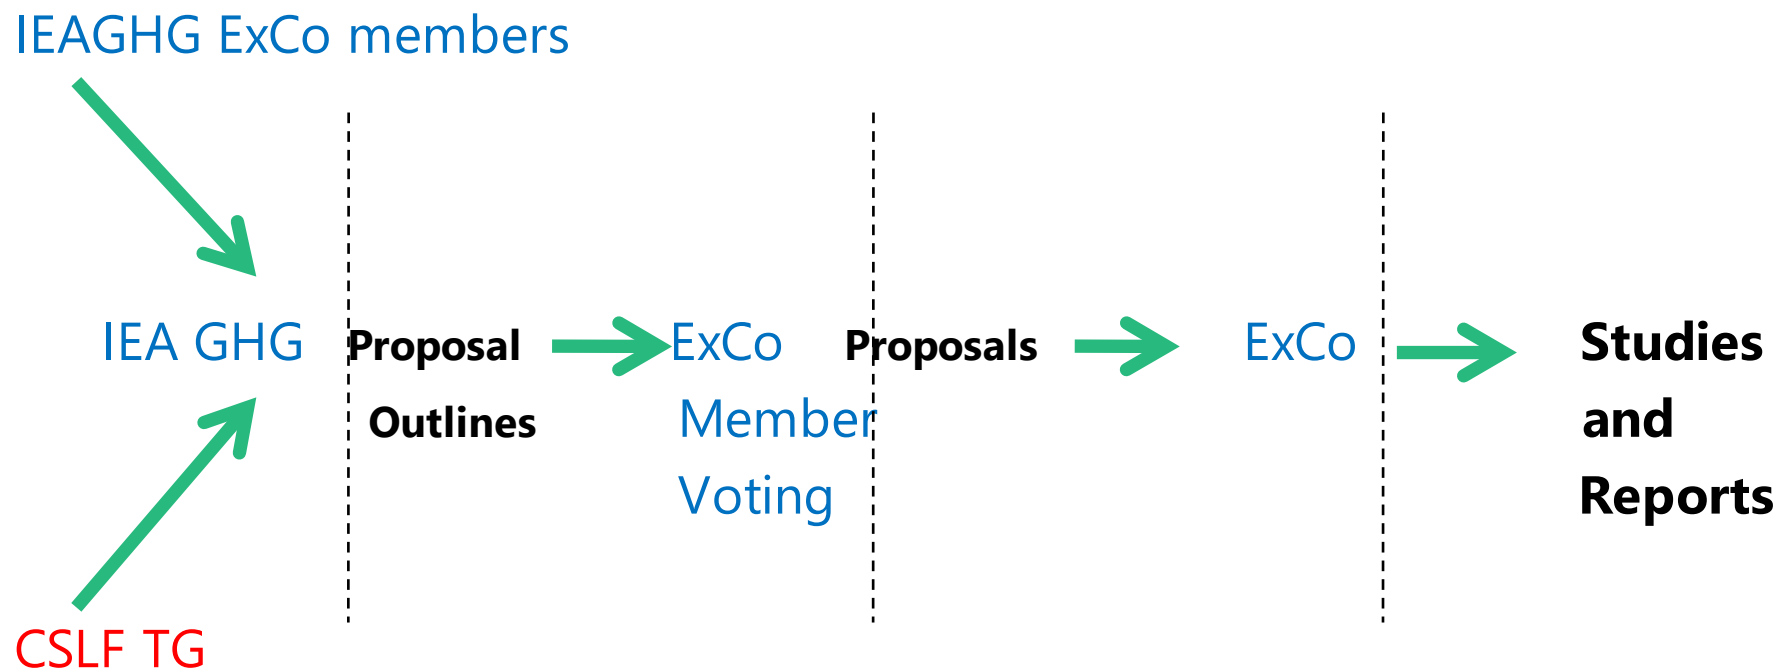 IEAGHG ExCo members
IEA GHG Proposal ExCo Proposals ExCo Studies
Outlines Member and
Voting Reports
CSLF TG